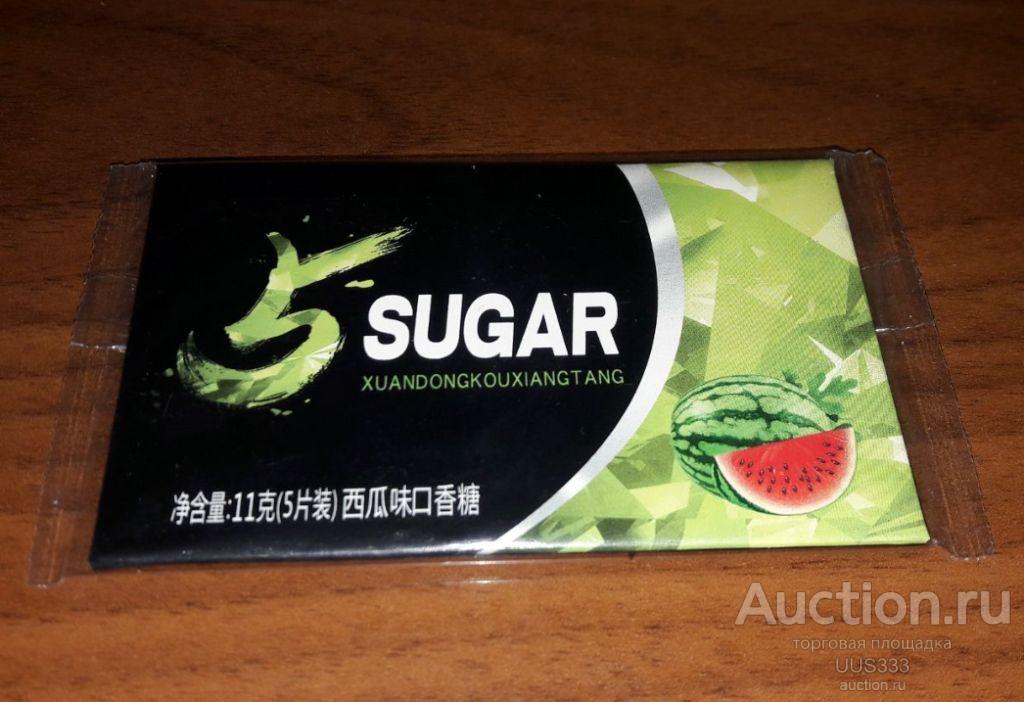 5 SUGAR
XUANDONGKOUXIANGTANG
净含量:11克(5片装) 西瓜味口香糖
Auction.ru
торговая площадка
UUS333
auction.ru